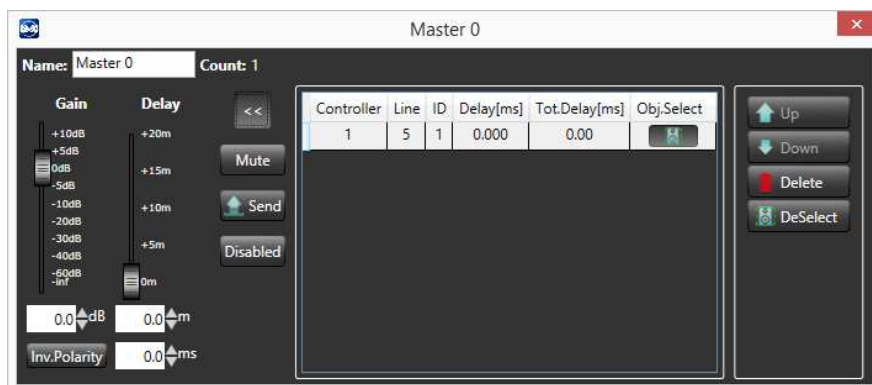 Master 0
Name: Master 0 Count: 1
Gain Delay
<<
Mute
Send
Disabled
+10dB
+5dB
0dB
-5dB
-10dB
-20dB
-30dB
-40dB
-60dB
-inf
+20m
+15m
+10m
+5m
0m
0.0 dB 0.0 m
Inv.Polarity 0.0 ms
Controller Line ID Delay[ms] Tot.Delay[ms] Obj.Select
1 5 1 0.000 0.00
Up
Down
Delete
DeSelect